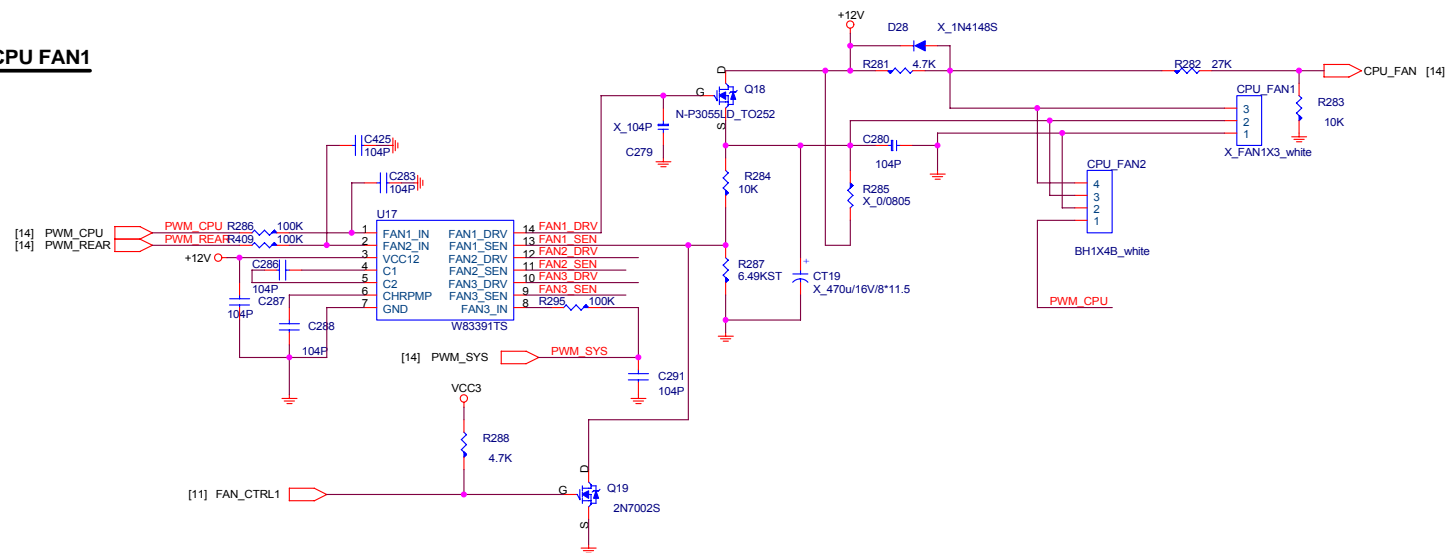 CPU FAN1
+12V
D28 X_1N4148S
R281 4.7K
R282 27K
CPU_FAN [14]
D
G
S
Q18
N-P3055LD_TO252
X_104P
C279
CPU_FAN1
3
2
1
X_FAN1X3_white
R283
10K
C425
104P
C283
104P
C280
104P
R284
10K
R285
X_0/0805
CPU_FAN2
4
3
2
1
BH1X4B_white
PWM_CPU
[14] PWM_CPU
[14] PWM_REAR
PWM_CPU R286 100K
PWM_REAR R409 100K
+12V
U17
1 FAN1_IN FAN1_DRV 14 FAN1_DRV
2 FAN2_IN FAN1_SEN 13 FAN1_SEN
3 VCC12 FAN2_DRV 12 FAN2_DRV
4 C1 FAN2_SEN 11 FAN2_SEN
5 C2 FAN3_DRV 10 FAN3_DRV
6 CHRPMP FAN3_SEN 9 FAN3_SEN
7 GND FAN3_IN 8 R295 100K
W83391TS
C286
104P
C287
104P
C288
104P
R287
6.49KST
+
CT19
X_470u/16V/8*11.5
[14] PWM_SYS PWM_SYS
C291
104P
VCC3
R288
4.7K
[11] FAN_CTRL1
G
D
S
Q19
2N7002S